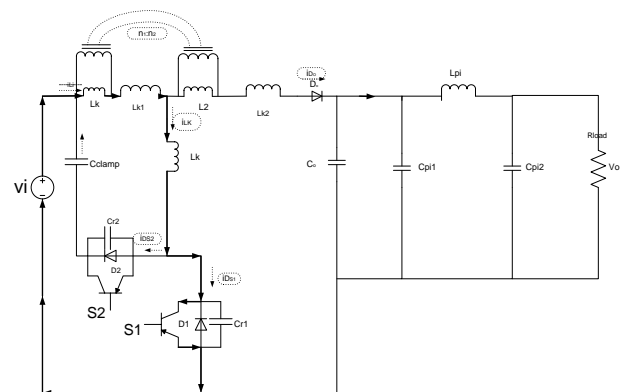 n1:n2
iLi
Lk
Lk1
L2
Lk2
iDo
Do
Lpi
iLK
Lk
Cclamp
vi
Co
Cpi1
Cpi2
Rload
Vo
Cr2
iDS2
D2
iDS1
S2
S1
D1
Cr1